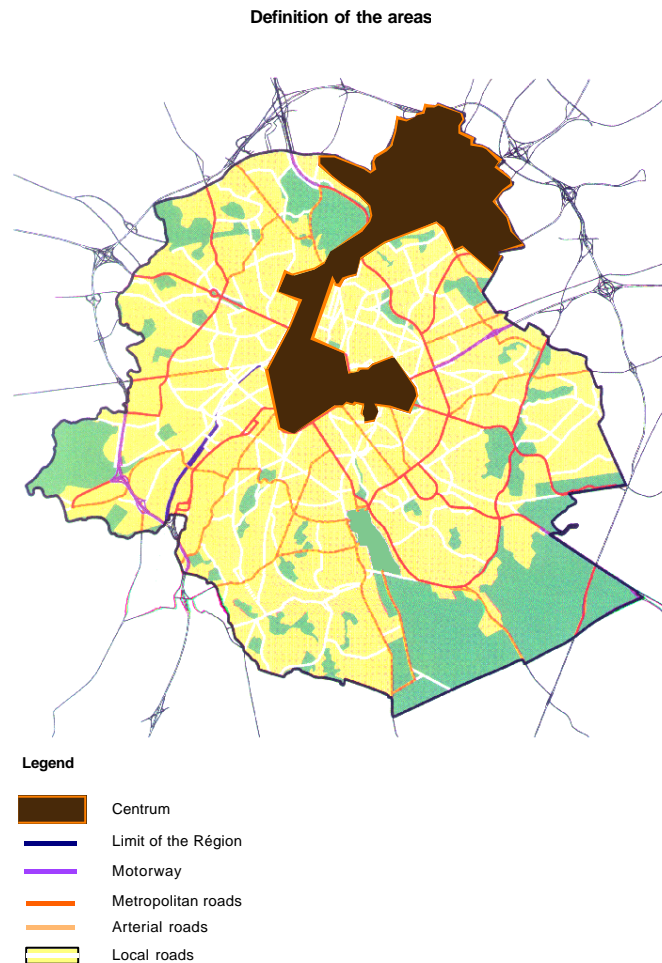 Definition of the areas
Legend
Centrum
Limit of the Région
Motorway
Metropolitan roads
Arterial roads
Local roads